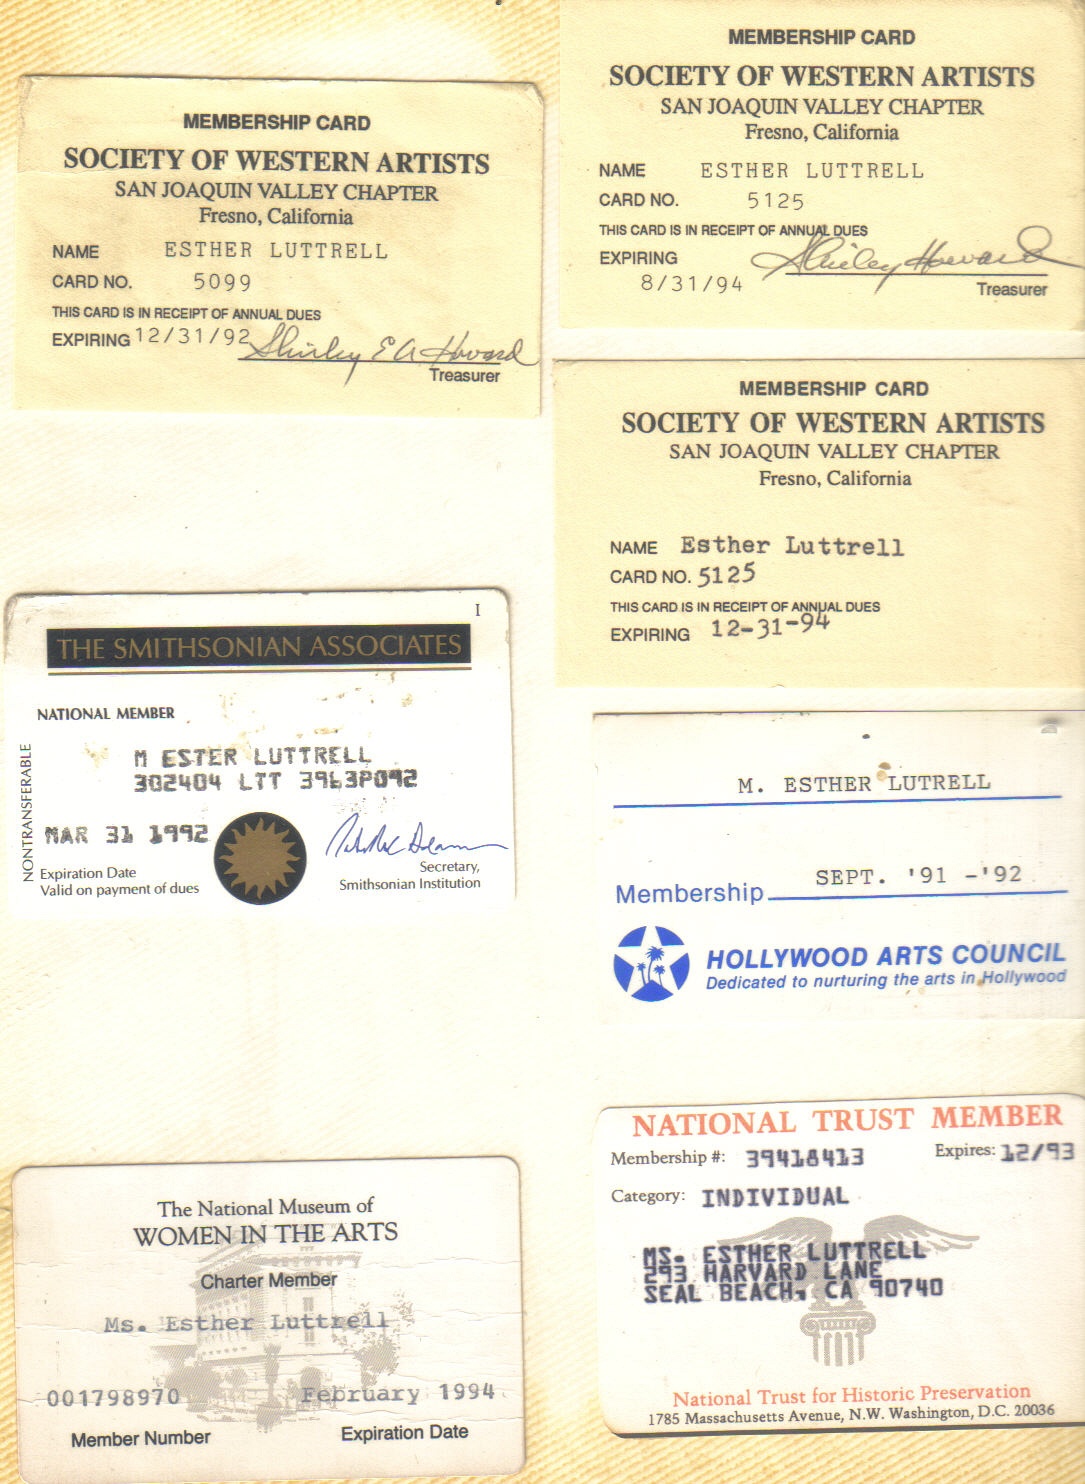 MEMBERSHIP CARD
SOCIETY OF WESTERN ARTISTS
SAN JOAQUIN VALLEY CHAPTER
Fresno, California
NAME ESTHER LUTTRELL
CARD NO. 5099
THIS CARD IS IN RECEIPT OF ANNUAL DUES
EXPIRING 12/31/92 Shirley E A Howard
Treasurer
MEMBERSHIP CARD
SOCIETY OF WESTERN ARTISTS
SAN JOAQUIN VALLEY CHAPTER
Fresno, California
NAME ESTHER LUTTRELL
CARD NO. 5125
THIS CARD IS IN RECEIPT OF ANNUAL DUES
EXPIRING Shirley Howard
8/31/94 Treasurer
MEMBERSHIP CARD
SOCIETY OF WESTERN ARTISTS
SAN JOAQUIN VALLEY CHAPTER
Fresno, California
NAME Esther Luttrell
CARD NO. 5125
THIS CARD IS IN RECEIPT OF ANNUAL DUES
EXPIRING 12-31-94
I
THE SMITHSONIAN ASSOCIATES
NATIONAL MEMBER
NONTRANSFERABLE
M ESTER LUTTRELL
302404 LTT 3963P092
MAR 31 1992
Expiration Date
Valid on payment of dues
Secretary,
Smithsonian Institution
M. ESTHER LUTRELL
Membership SEPT. '91 -'92
HOLLYWOOD ARTS COUNCIL
Dedicated to nurturing the arts in Hollywood
The National Museum of
WOMEN IN THE ARTS
Charter Member
Ms. Esther Luttrell
001798970 February 1994
Member Number Expiration Date
NATIONAL TRUST MEMBER
Membership #: 39418413 Expires: 12/93
Category: INDIVIDUAL
MS. ESTHER LUTTRELL
293 HARVARD LANE
SEAL BEACH, CA 90740
National Trust for Historic Preservation
1785 Massachusetts Avenue, N.W. Washington, D.C. 20036